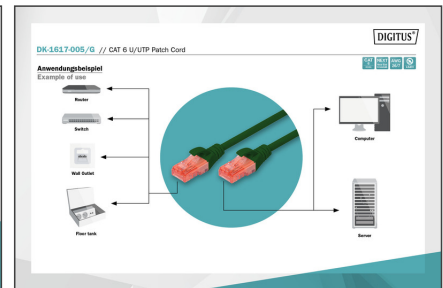 DIGITUS®
DK-1617-005/G // CAT 6 U/UTP Patch Cord
Anwendungsbeispiel
Example of use
Router
Switch
Wall Outlet
Floor tank
Computer
Server